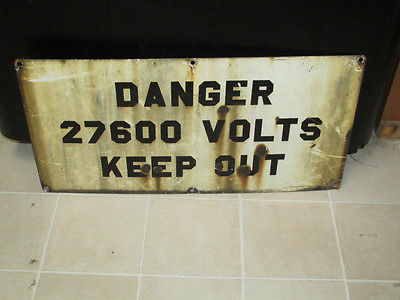 DANGER
27600 VOLTS
KEEP OUT